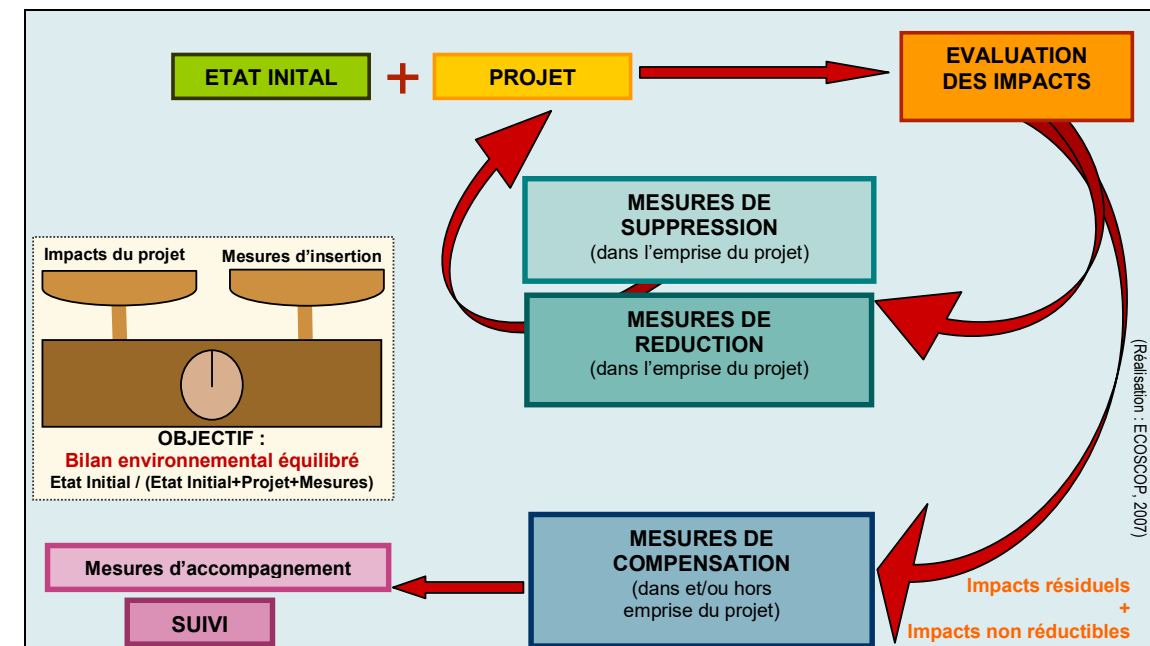 ETAT INITAL
+
PROJET
EVALUATION
DES IMPACTS
MESURES DE
SUPPRESSION
(dans l’emprise du projet)
MESURES DE
REDUCTION
(dans l’emprise du projet)
Impacts du projet
Mesures d’insertion
OBJECTIF :
Bilan environnemental équilibré
Etat Initial / (Etat Initial+Projet+Mesures)
(Réalisation : ECOSCOP, 2007)
MESURES DE
COMPENSATION
(dans et/ou hors
emprise du projet)
Impacts résiduels
+
Impacts non réductibles
Mesures d’accompagnement
SUIVI